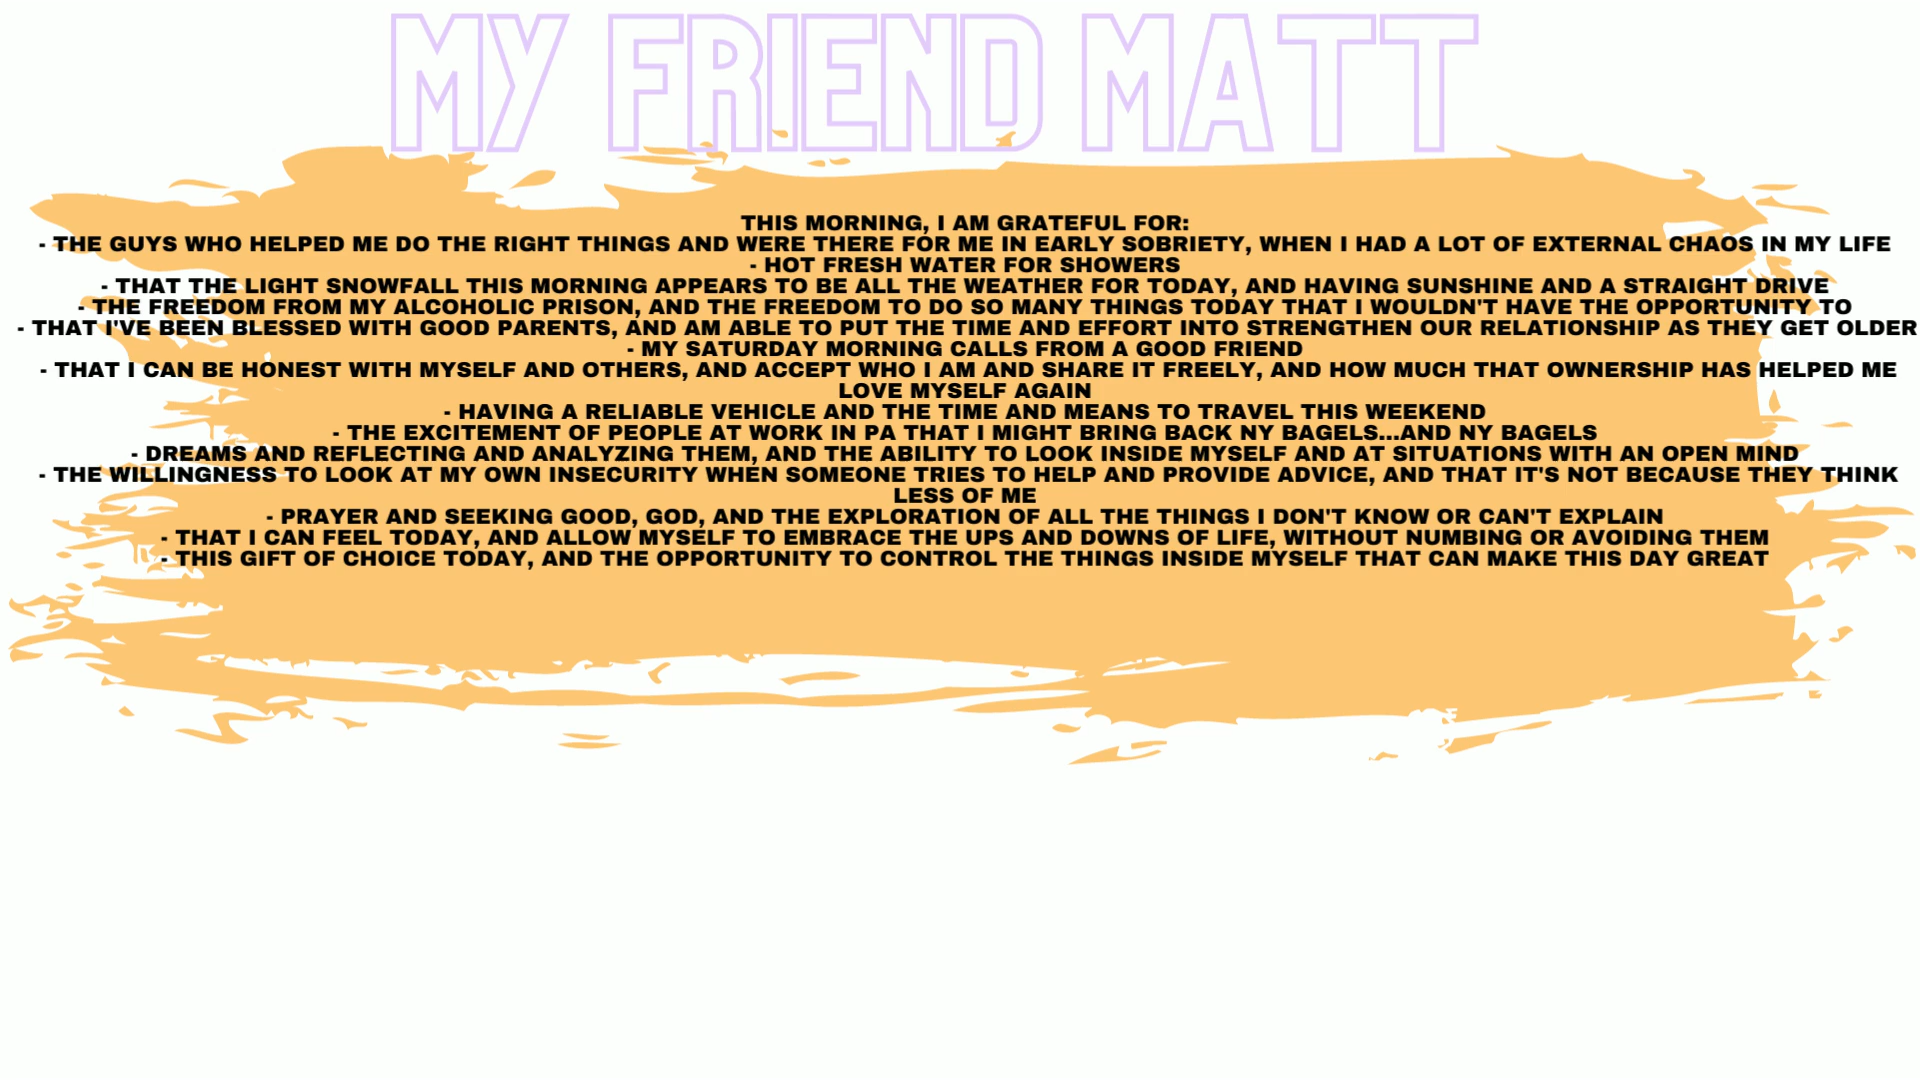 MY FRIEND MATT
THIS MORNING, I AM GRATEFUL FOR:
- THE GUYS WHO HELPED ME DO THE RIGHT THINGS AND WERE THERE FOR ME IN EARLY SOBRIETY, WHEN I HAD A LOT OF EXTERNAL CHAOS IN MY LIFE
- HOT FRESH WATER FOR SHOWERS
- THAT THE LIGHT SNOWFALL THIS MORNING APPEARS TO BE ALL THE WEATHER FOR TODAY, AND HAVING SUNSHINE AND A STRAIGHT DRIVE
- THE FREEDOM FROM MY ALCOHOLIC PRISON, AND THE FREEDOM TO DO SO MANY THINGS TODAY THAT I WOULDN'T HAVE THE OPPORTUNITY TO
- THAT I'VE BEEN BLESSED WITH GOOD PARENTS, AND AM ABLE TO PUT THE TIME AND EFFORT INTO STRENGTHEN OUR RELATIONSHIP AS THEY GET OLDER
- MY SATURDAY MORNING CALLS FROM A GOOD FRIEND
- THAT I CAN BE HONEST WITH MYSELF AND OTHERS, AND ACCEPT WHO I AM AND SHARE IT FREELY, AND HOW MUCH THAT OWNERSHIP HAS HELPED ME
LOVE MYSELF AGAIN
- HAVING A RELIABLE VEHICLE AND THE TIME AND MEANS TO TRAVEL THIS WEEKEND
- THE EXCITEMENT OF PEOPLE AT WORK IN PA THAT I MIGHT BRING BACK NY BAGELS...AND NY BAGELS
- DREAMS AND REFLECTING AND ANALYZING THEM, AND THE ABILITY TO LOOK INSIDE MYSELF AND AT SITUATIONS WITH AN OPEN MIND
- THE WILLINGNESS TO LOOK AT MY OWN INSECURITY WHEN SOMEONE TRIES TO HELP AND PROVIDE ADVICE, AND THAT IT'S NOT BECAUSE THEY THINK
LESS OF ME
- PRAYER AND SEEKING GOOD, GOD, AND THE EXPLORATION OF ALL THE THINGS I DON'T KNOW OR CAN'T EXPLAIN
- THAT I CAN FEEL TODAY, AND ALLOW MYSELF TO EMBRACE THE UPS AND DOWNS OF LIFE, WITHOUT NUMBING OR AVOIDING THEM
- THIS GIFT OF CHOICE TODAY, AND THE OPPORTUNITY TO CONTROL THE THINGS INSIDE MYSELF THAT CAN MAKE THIS DAY GREAT